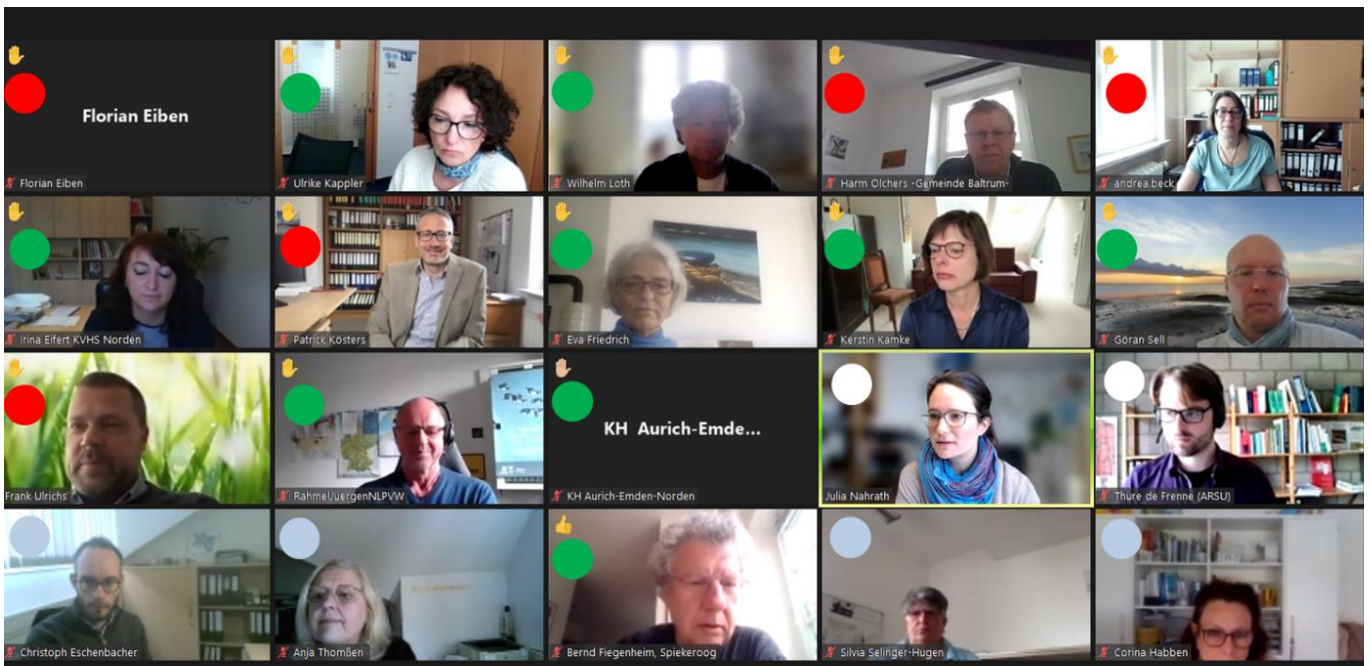 Florian Eiben
Florian Eiben
Ulrike Kappler
Wilhelm Loth
Harm Olchers -Gemeinde Baltrum-
andrea.beck
Irina Eifert KVHS Norden
Patrick Kösters
Eva Friedrich
Kerstin Kamke
Göran Sell
Frank Ulrichs
RahmelJuergenNLPVW
KH Aurich-Emde...
KH Aurich-Emden-Norden
Julia Nahrath
Thure de Frenne (ARSU)
Christoph Eschenbacher
Anja Thomßen
Bernd Fiegenheim, Spiekeroog
Silvia Selinger-Hugen
Corina Habben